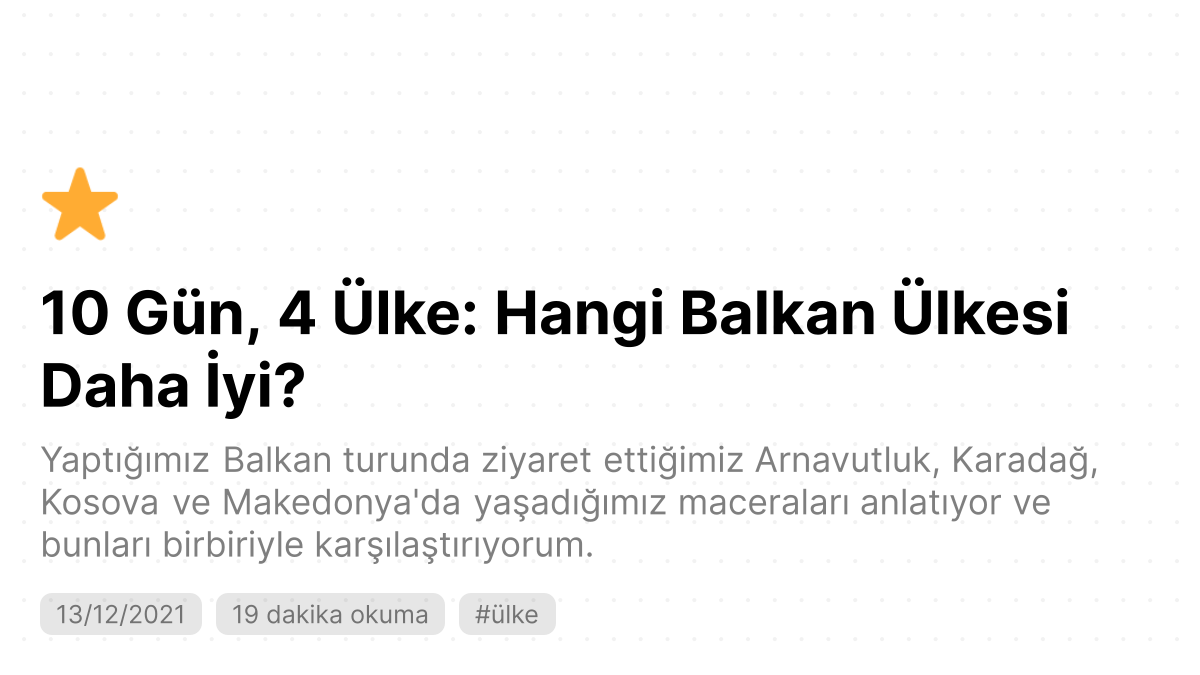 10 Gün, 4 Ülke: Hangi Balkan Ülkesi
Daha İyi?
Yaptığımız Balkan turunda ziyaret ettiğimiz Arnavutluk, Karadağ,
Kosova ve Makedonya'da yaşadığımız maceraları anlatıyor ve
bunları birbiriyle karşılaştırıyorum.
13/12/2021 19 dakika okuma #ülke